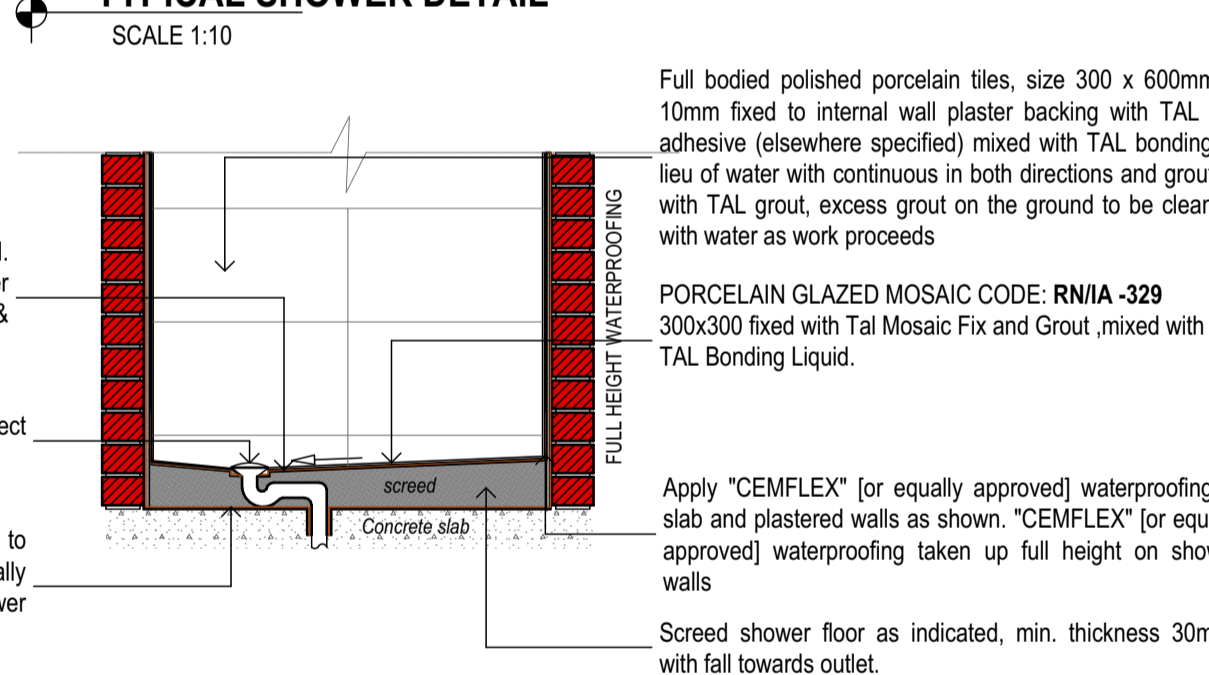 TYPICAL SHOWER DETAIL
SCALE 1:10
Full bodied polished porcelain tiles, size 300 x 600mm
10mm fixed to internal wall plaster backing with TAL
adhesive (elsewhere specified) mixed with TAL bonding
lieu of water with continuous in both directions and grout
with TAL grout, excess grout on the ground to be clean
with water as work proceeds
PORCELAIN GLAZED MOSAIC CODE: RN/IA -329
300x300 fixed with Tal Mosaic Fix and Grout ,mixed with
TAL Bonding Liquid.
FULL HEIGHT WATERPROOFING
&
ect
screed
Concrete slab
to
ally
wer
Apply "CEMFLEX" [or equally approved] waterproofing
slab and plastered walls as shown. "CEMFLEX" [or equ
approved] waterproofing taken up full height on show
walls
Screed shower floor as indicated, min. thickness 30m
with fall towards outlet.